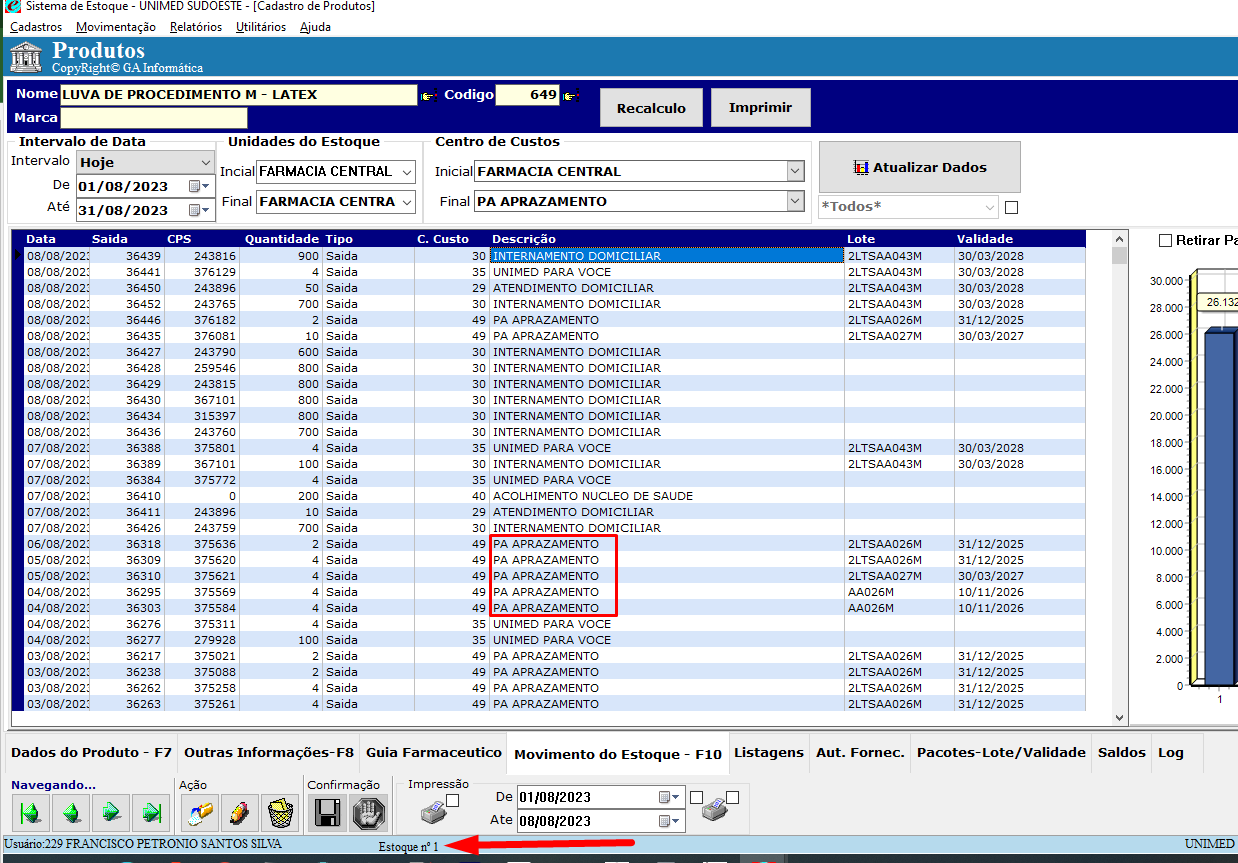 Sistema de Estoque - UNIMED SUDOESTE - [Cadastro de Produtos]
Cadastros Movimentação Relatórios Utilitários Ajuda
Produtos
CopyRight© GA Informática
Nome LUVA DE PROCEDIMENTO M - LATEX Codigo 649 Recalculo Imprimir
Marca
Intervalo de Data Unidades do Estoque Centro de Custos
Intervalo Hoje Incial FARMACIA CENTRAL Inicial FARMACIA CENTRAL Atualizar Dados
De 01/08/2023
Até 31/08/2023 Final FARMACIA CENTRA Final PA APRAZAMENTO *Todos*
Data Saida CPS Quantidade Tipo C. Custo Descrição Lote Validade Retirar Pa
08/08/2023 36439 243816 900 Saida 30 INTERNAMENTO DOMICILIAR 2LTSAA043M 30/03/2028
08/08/2023 36441 376129 4 Saida 35 UNIMED PARA VOCE 2LTSAA043M 30/03/2028
08/08/2023 36450 243896 50 Saida 29 ATENDIMENTO DOMICILIAR 2LTSAA043M 30/03/2028
08/08/2023 36452 243765 700 Saida 30 INTERNAMENTO DOMICILIAR 2LTSAA043M 30/03/2028
08/08/2023 36446 376182 2 Saida 49 PA APRAZAMENTO 2LTSAA026M 31/12/2025
08/08/2023 36435 376081 10 Saida 49 PA APRAZAMENTO 2LTSAA027M 30/03/2027
08/08/2023 36427 243790 600 Saida 30 INTERNAMENTO DOMICILIAR
08/08/2023 36428 259546 800 Saida 30 INTERNAMENTO DOMICILIAR
08/08/2023 36429 243815 800 Saida 30 INTERNAMENTO DOMICILIAR
08/08/2023 36430 367101 800 Saida 30 INTERNAMENTO DOMICILIAR
08/08/2023 36434 315397 800 Saida 30 INTERNAMENTO DOMICILIAR
08/08/2023 36436 243760 700 Saida 30 INTERNAMENTO DOMICILIAR
07/08/2023 36388 375801 4 Saida 35 UNIMED PARA VOCE 2LTSAA043M 30/03/2028
07/08/2023 36389 367101 100 Saida 30 INTERNAMENTO DOMICILIAR 2LTSAA043M 30/03/2028
07/08/2023 36384 375772 4 Saida 35 UNIMED PARA VOCE
07/08/2023 36410 0 200 Saida 40 ACOLHIMENTO NUCLEO DE SAUDE
07/08/2023 36411 243896 10 Saida 29 ATENDIMENTO DOMICILIAR
07/08/2023 36426 243759 700 Saida 30 INTERNAMENTO DOMICILIAR
06/08/2023 36318 375636 2 Saida 49 PA APRAZAMENTO 2LTSAA026M 31/12/2025
05/08/2023 36309 375620 4 Saida 49 PA APRAZAMENTO 2LTSAA026M 31/12/2025
05/08/2023 36310 375621 4 Saida 49 PA APRAZAMENTO 2LTSAA027M 30/03/2027
04/08/2023 36295 375569 4 Saida 49 PA APRAZAMENTO AA026M 10/11/2026
04/08/2023 36303 375584 4 Saida 49 PA APRAZAMENTO AA026M 10/11/2026
04/08/2023 36276 375311 4 Saida 35 UNIMED PARA VOCE
04/08/2023 36277 279928 100 Saida 35 UNIMED PARA VOCE
03/08/2023 36217 375021 2 Saida 49 PA APRAZAMENTO 2LTSAA026M 31/12/2025
03/08/2023 36238 375088 2 Saida 49 PA APRAZAMENTO 2LTSAA026M 31/12/2025
03/08/2023 36262 375258 4 Saida 49 PA APRAZAMENTO 2LTSAA026M 31/12/2025
03/08/2023 36263 375261 4 Saida 49 PA APRAZAMENTO 2LTSAA026M 31/12/2025
30.000
28.000
26.132
26.000
24.000
22.000
20.000
18.000
16.000
14.000
12.000
10.000
8.000
6.000
4.000
2.000
0
1
Dados do Produto - F7 Outras Informações-F8 Guia Farmaceutico Movimento do Estoque - F10 Listagens Aut. Fornec. Pacotes-Lote/Validade Saldos Log
Navegando... Ação Confirmação Impressão
De 01/08/2023
Ate 08/08/2023
Usuário:229 FRANCISCO PETRONIO SANTOS SILVA Estoque nº 1 UNIMED